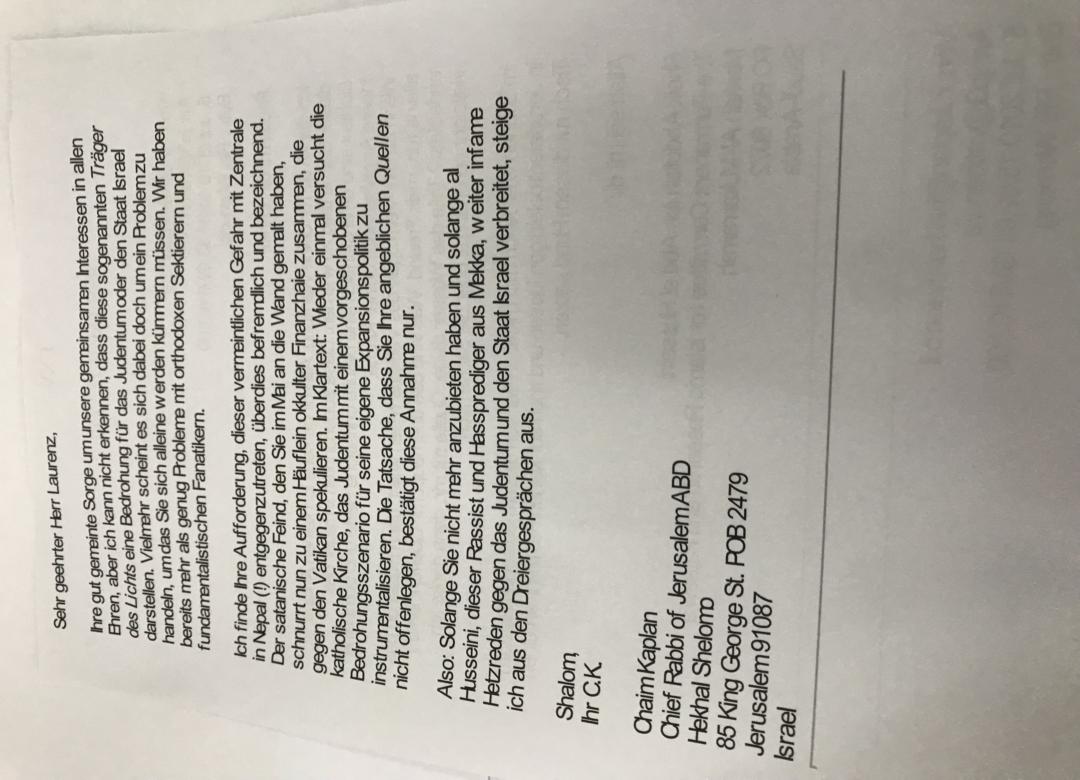 Sehr geehrter Herr Laurenz,
Ihre gut gemeinte Sorge um unsere gemeinsamen Interessen in allen
Ehren, aber ich kann nicht erkennen, dass diese sogenannten Träger
des Lichts eine Bedrohung für das Judentum oder den Staat Israel
darstellen. Vielmehr scheint es sich dabei doch um ein Problem zu
handeln, um das Sie sich alleine werden kümmern müssen. Wir haben
bereits mehr als genug Probleme mit orthodoxen Sektierern und
fundamentalistischen Fanatikern.
Ich finde Ihre Aufforderung, dieser vermeintlichen Gefahr mit Zentrale
in Nepal (!) entgegenzutreten, überdies befremdlich und bezeichnend.
Der satanische Feind, den Sie im Mai an die Wand gemalt haben,
schnurrt nun zu einem Häuflein okkulter Finanzhaie zusammen, die
gegen den Vatikan spekulieren. Im Klartext: Wieder einmal versucht die
katholische Kirche, das Judentum mit einem vorgeschobenen
Bedrohungsszenario für seine eigene Expansionspolitik zu
instrumentalisieren. Die Tatsache, dass Sie Ihre angeblichen Quellen
nicht offenlegen, bestätigt diese Annahme nur.
Also: Solange Sie nicht mehr anzubieten haben und solange al
Husseini, dieser Rassist und Hassprediger aus Mekka, weiter infame
Hetzreden gegen das Judentum und den Staat Israel verbreitet, steige
ich aus den Dreiergesprächen aus.
Shalom,
Ihr C.K.
Chaim Kaplan
Chief Rabbi of Jerusalem ABD
Hekhal Shelomo
85 King George St. POB 2479
Jerusalem 91087
Israel